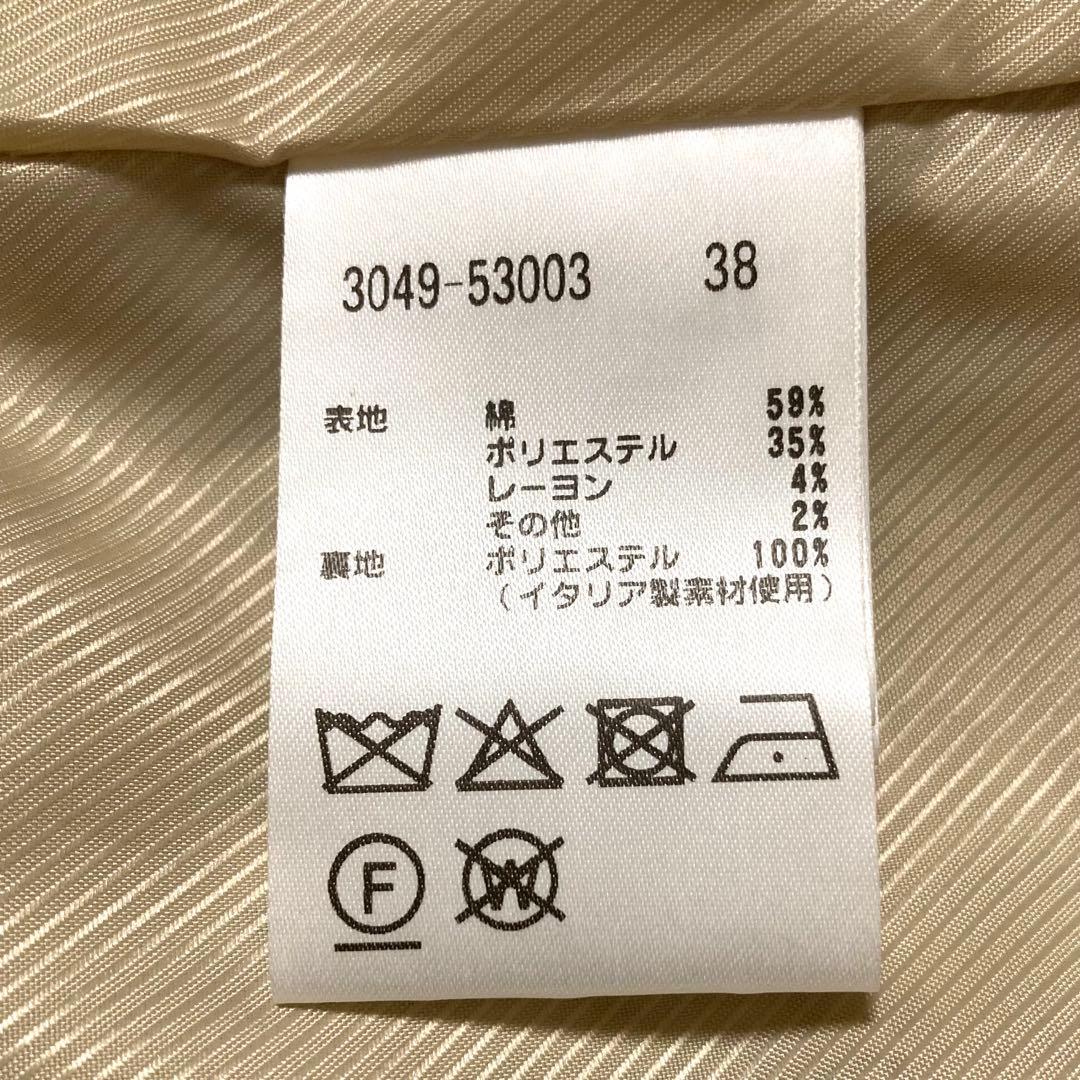 3049-53003 38
表地 綿 59%
ポリエステル 35%
レーヨン 4%
その他 2%
裏地 ポリエステル 100%
(イタリア製素材使用)
F W